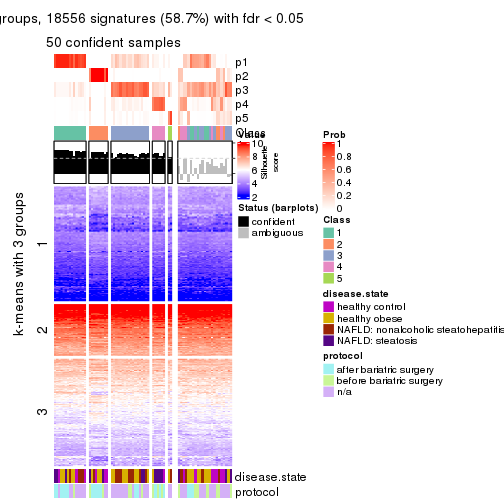 groups, 18556 signatures (58.7%) with fdr < 0.05
50 confident samples
p1
p2
p3
p4
p5
Class
k-means with 3 groups
1
2
3
disease.state
protocol
Value
10
8
6
4
2
Silhouette
score
Status (barplots)
confident
ambiguous
Prob
1
0.8
0.6
0.4
0.2
0
Class
1
2
3
4
5
disease.state
healthy control
healthy obese
NAFLD: nonalcoholic steatohepatitis
NAFLD: steatosis
protocol
after bariatric surgery
before bariatric surgery
n/a